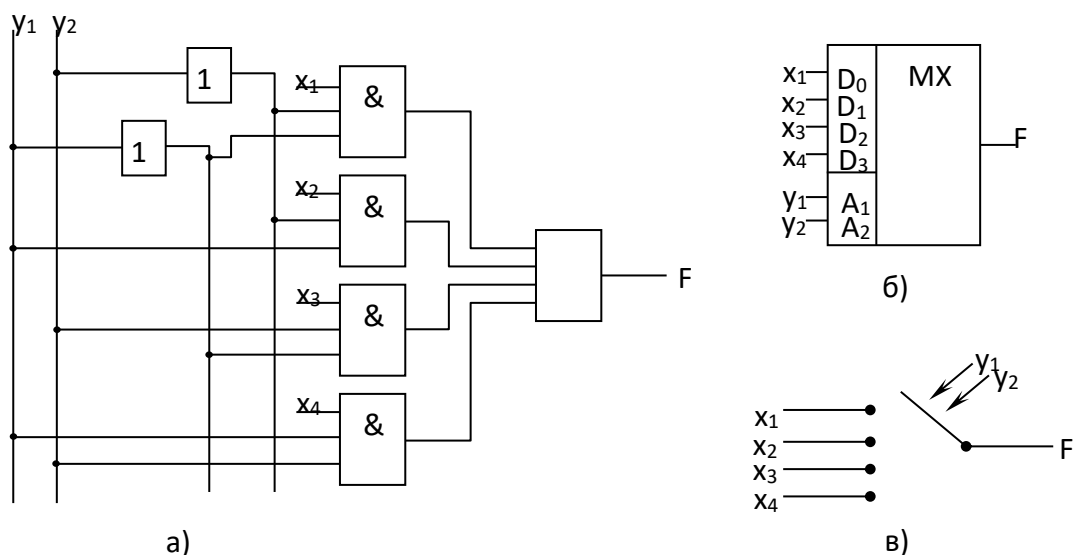 y₁ y₂
1
1
x₁
&
x₂
&
x₃
&
x₄
&
F
а)
x₁ D₀ MX
x₂ D₁
x₃ D₂
x₄ D₃
y₁ A₁
y₂ A₂
F
б)
y₁
y₂
x₁
x₂
x₃
x₄
F
в)